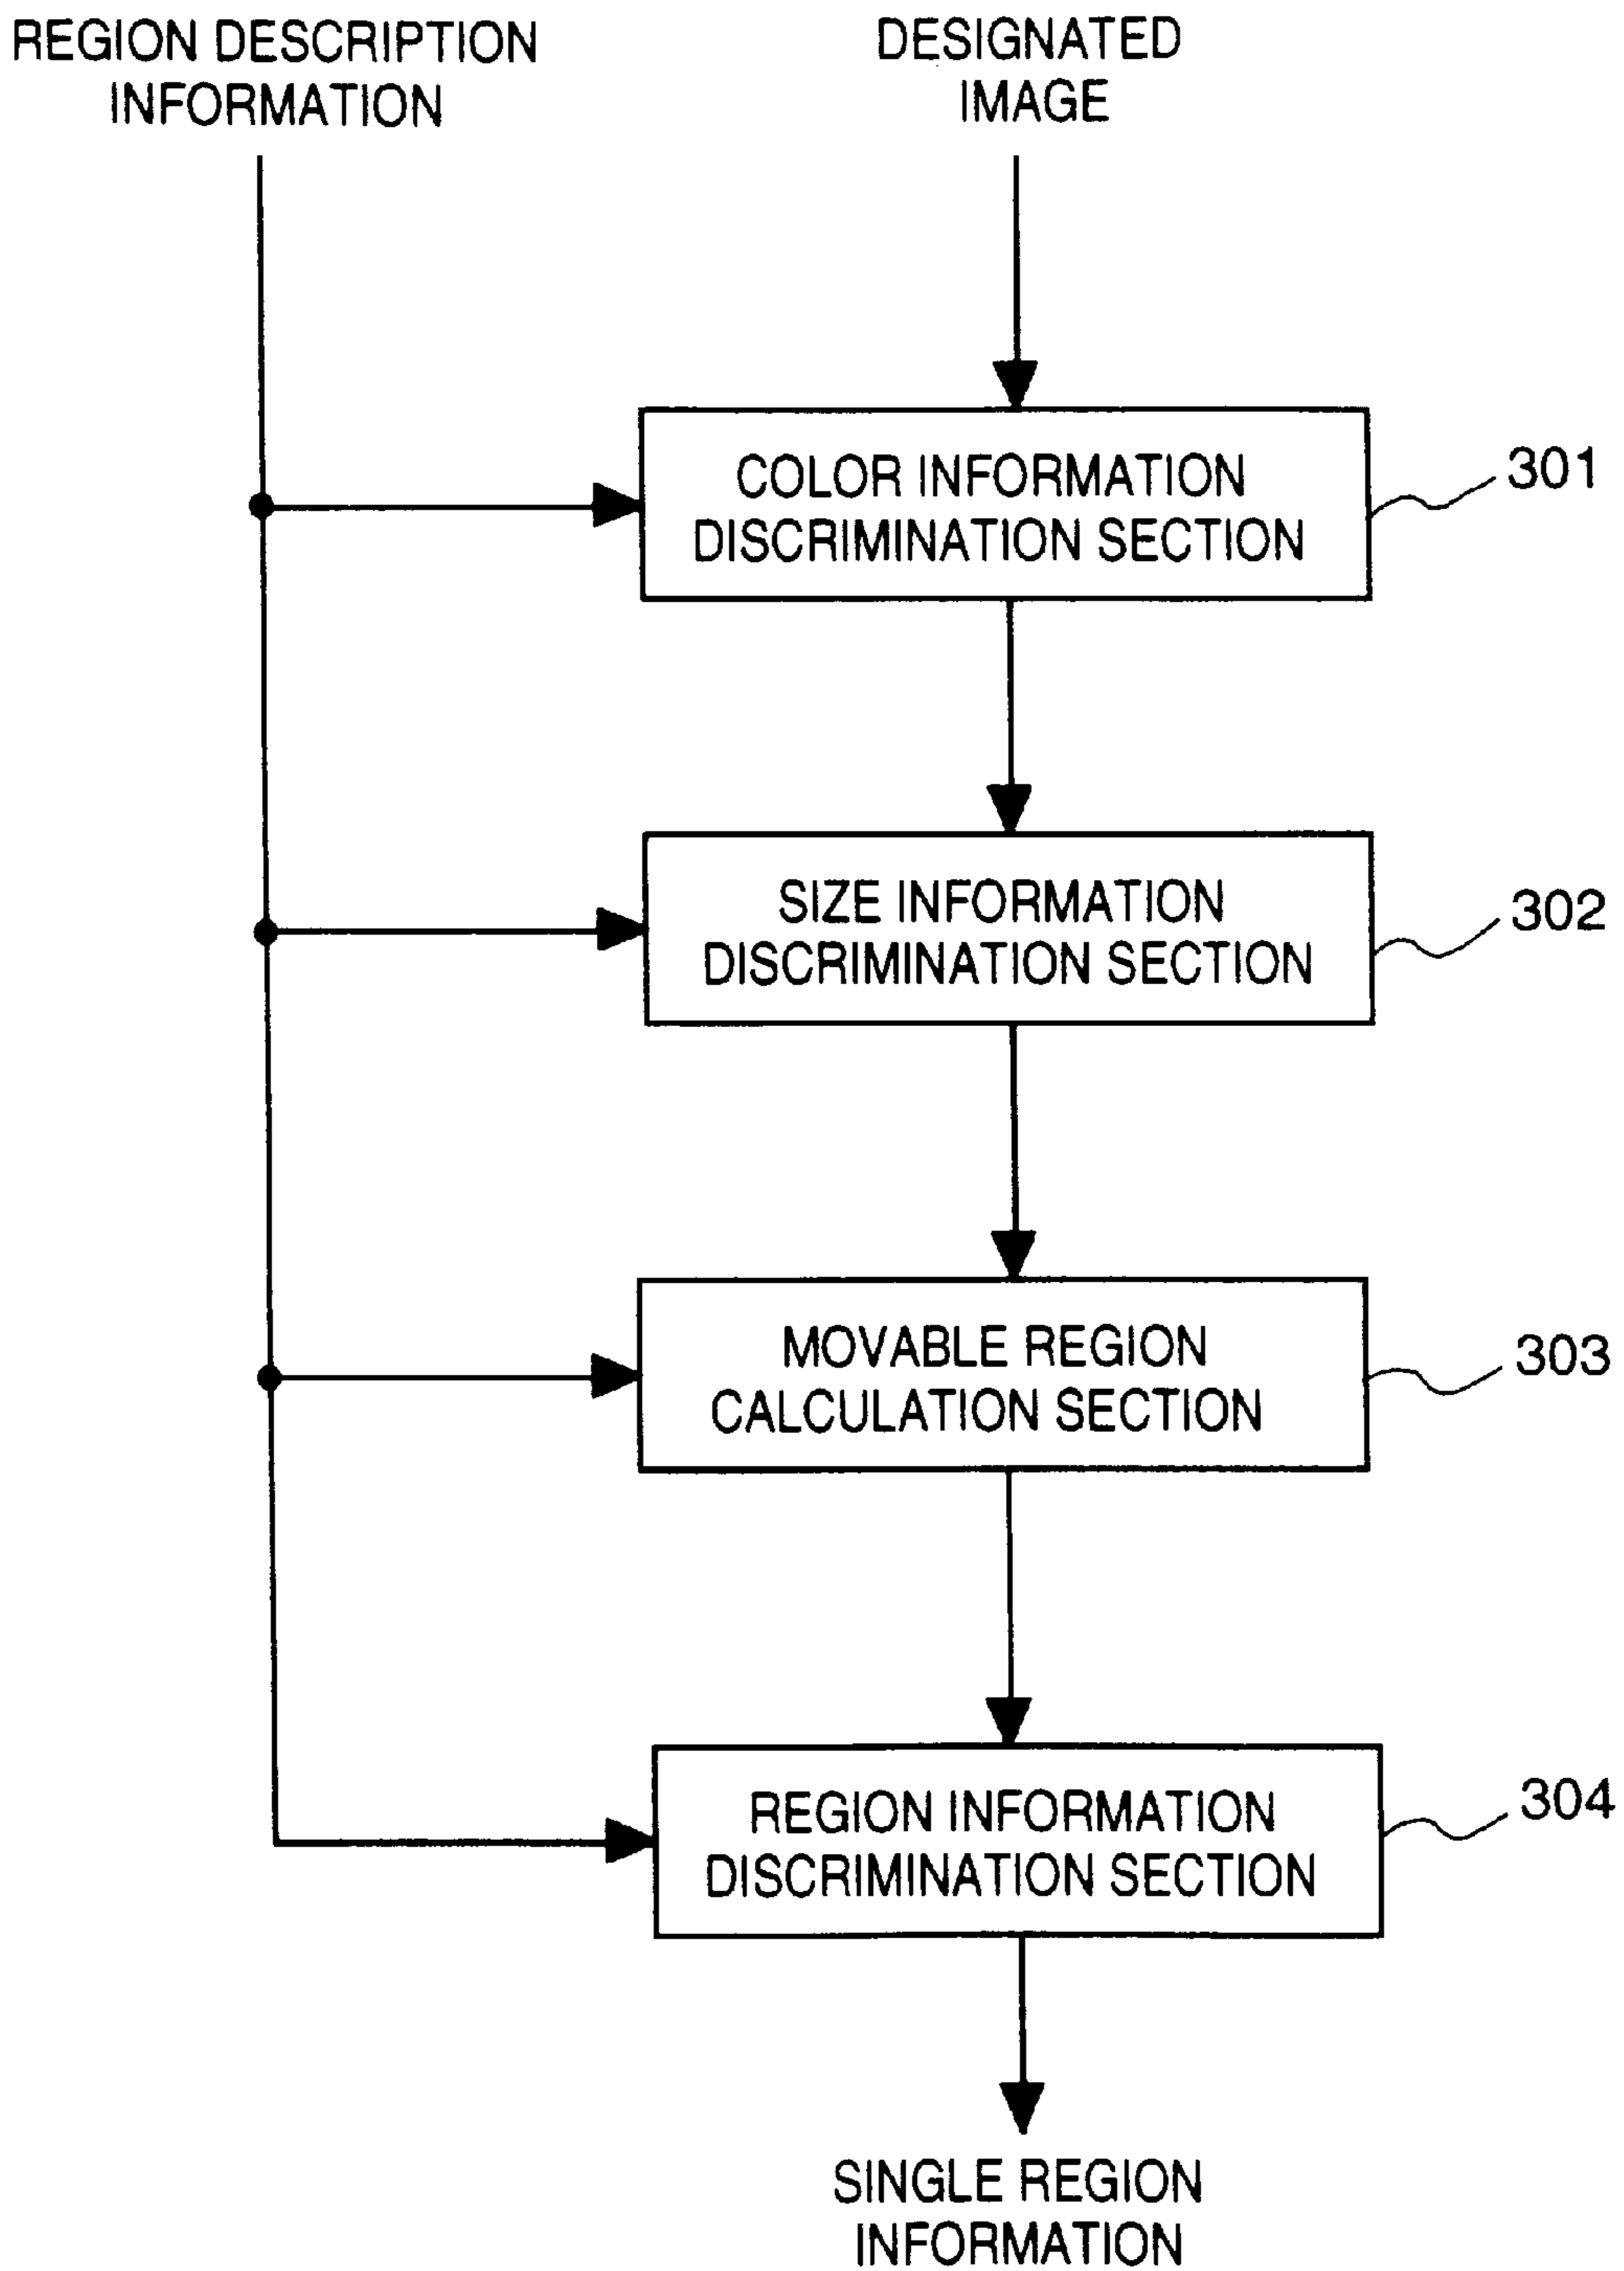 REGION DESCRIPTION
INFORMATION
DESIGNATED
IMAGE
COLOR INFORMATION
DISCRIMINATION SECTION
301
SIZE INFORMATION
DISCRIMINATION SECTION
302
MOVABLE REGION
CALCULATION SECTION
303
REGION INFORMATION
DISCRIMINATION SECTION
304
SINGLE REGION
INFORMATION